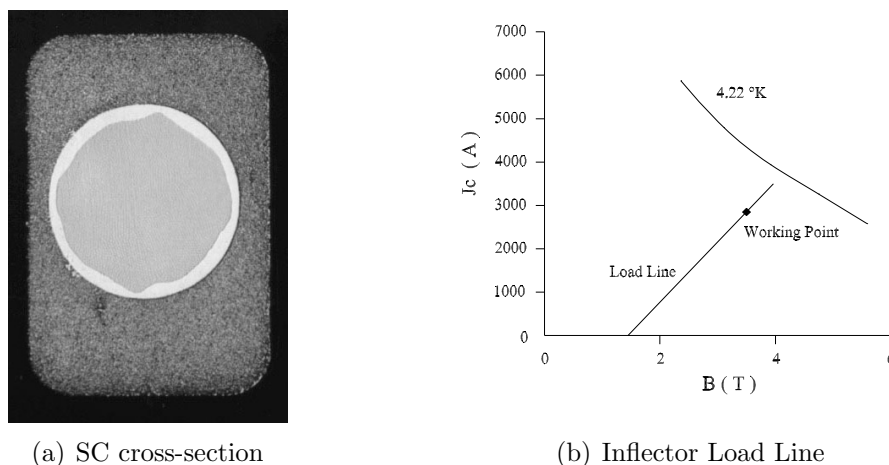 7000
6000
5000
4000
3000
2000
1000
0
Jc ( A )
4.22 °K
Working Point
Load Line
0 2 4 6
B ( T )
(a) SC cross-section
(b) Inflector Load Line